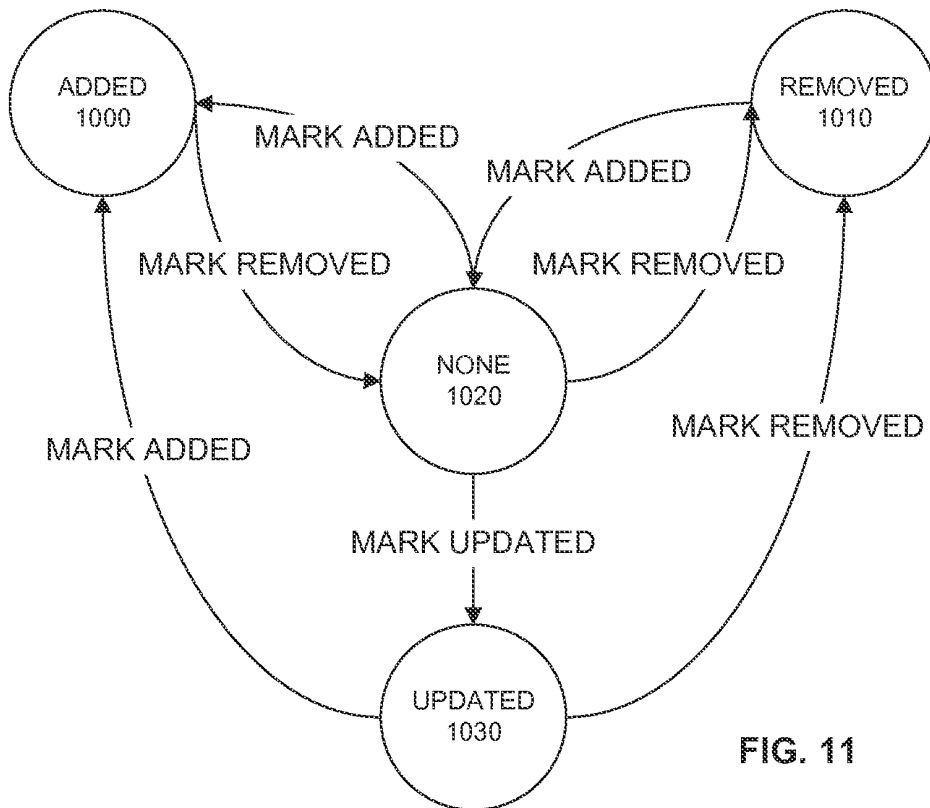 ADDED
1000
REMOVED
1010
MARK ADDED
MARK ADDED
MARK REMOVED
MARK REMOVED
NONE
1020
MARK ADDED
MARK REMOVED
MARK UPDATED
UPDATED
1030
FIG. 11